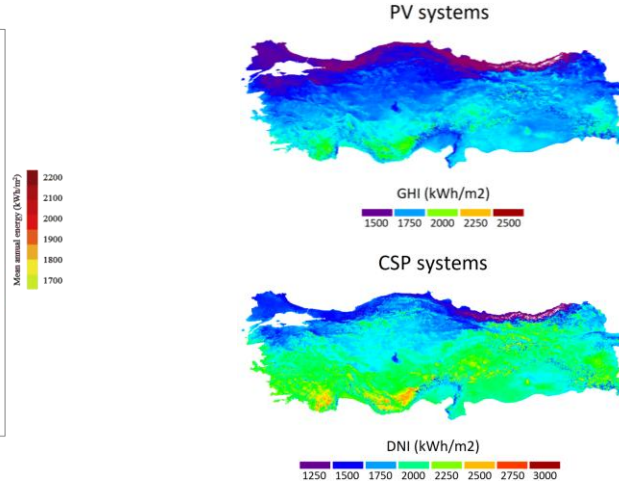 Mean annual energy (kWh/m²)
2200
2100
2000
1900
1800
1700
PV systems
GHI (kWh/m2)
1500 1750 2000 2250 2500
CSP systems
DNI (kWh/m2)
1250 1500 1750 2000 2250 2500 2750 3000